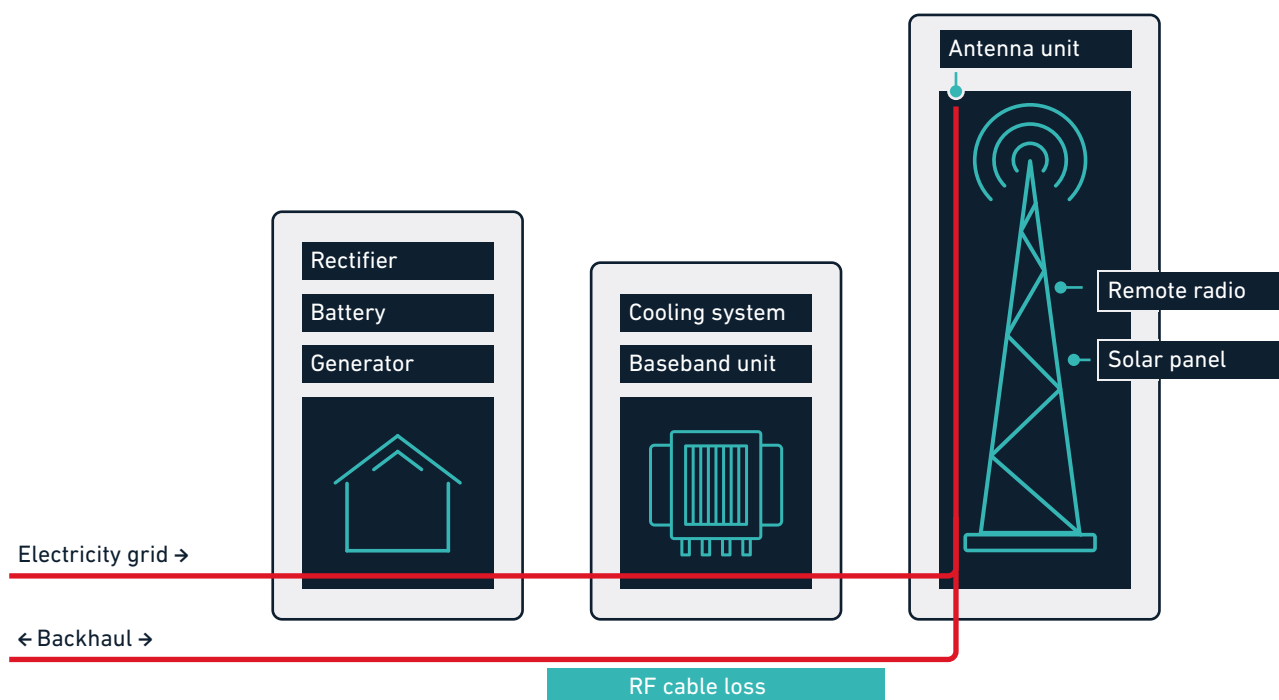 Antenna unit
Rectifier
Battery
Generator
Cooling system
Baseband unit
Remote radio
Solar panel
Electricity grid →
← Backhaul →
RF cable loss